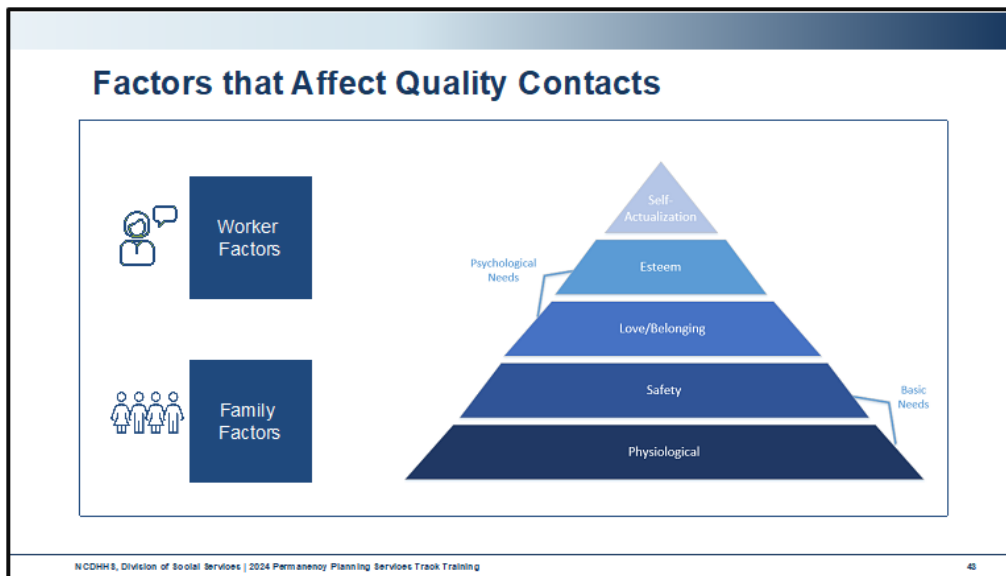 Factors that Affect Quality Contacts
Worker
Factors
Family
Factors
Self-
Actualization
Psychological
Needs
Esteem
Love/Belonging
Safety
Basic
Needs
Physiological
NCDHHS, Division of Social Services | 2024 Permanency Planning Services Track Training
43